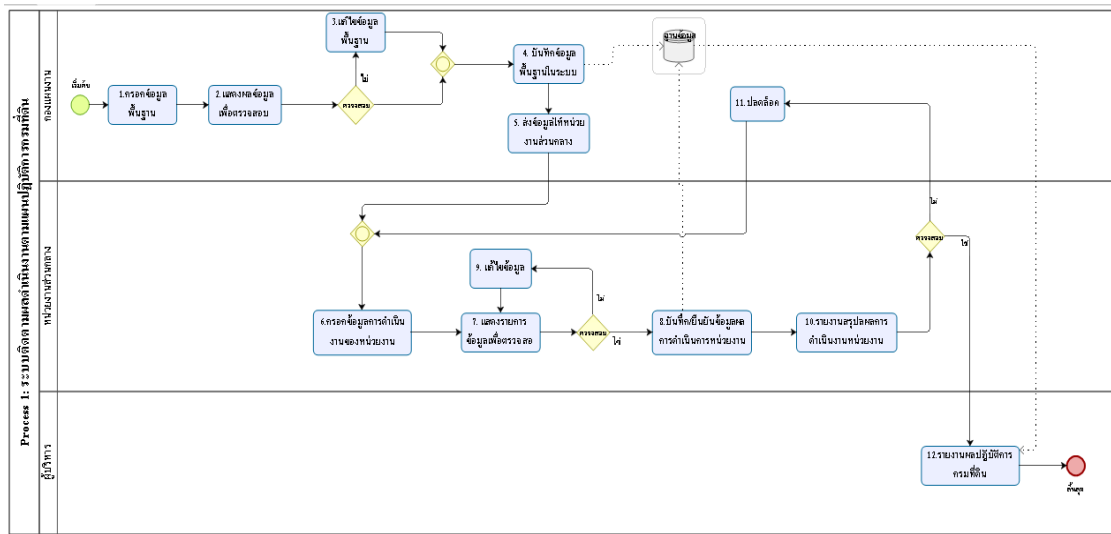 Process 1: ระบบติดตามผลดำเนินงานตามแผนปฏิบัติการกรมที่ดิน
กองแผนงาน
เริ่มต้น
1.กรอกข้อมูล
พื้นฐาน
2.แสดงผลข้อมูล
เพื่อตรวจสอบ
3.แก้ไขข้อมูล
พื้นฐาน
ไม่
ตรวจสอบ
4. บันทึกข้อมูล
พื้นฐานในระบบ
5. ส่งข้อมูลให้หน่วย
งานส่วนกลาง
ฐานข้อมูล
11.ปลดล็อค
หน่วยงานส่วนกลาง
6.กรอกข้อมูลการดำเนิน
งานของหน่วยงาน
7. แสดงรายการ
ข้อมูลเพื่อตรวจสอ
9. แก้ไขข้อมูล
ไม่
ตรวจสอบ
ใช่
8.บันทึก/ยืนยันข้อมูลผล
การดำเนินการหน่วยงาน
10.รายงานสรุปผลการ
ดำเนินงานหน่วยงาน
ไม่
ตรวจสอบ
ใช่
ผู้บริหาร
12.รายงานผลปฏิบัติการ
กรมที่ดิน
สิ้นสุด